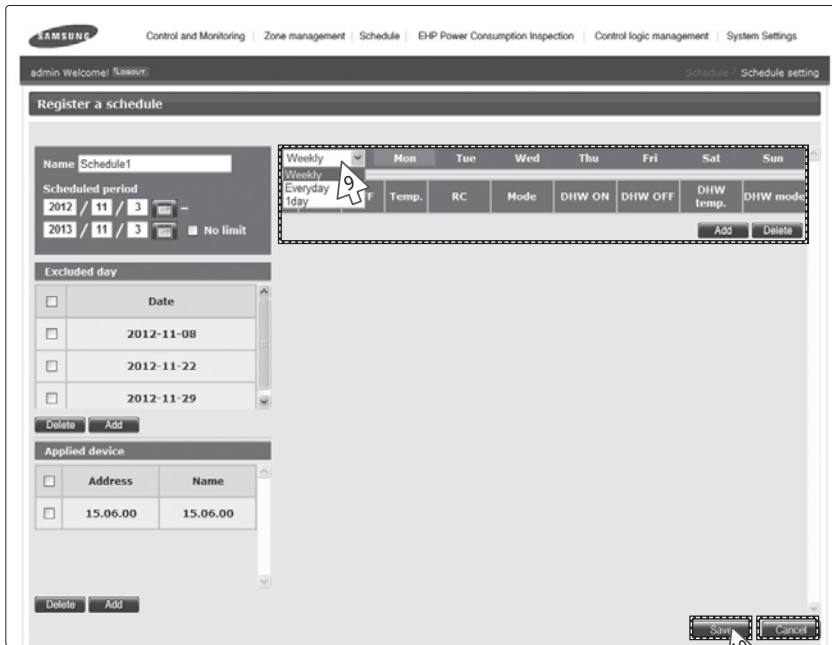 SAMSUNG
Control and Monitoring | Zone management | Schedule | EHP Power Consumption Inspection | Control logic management | System Settings
admin Welcome! Logout
Schedule > Schedule setting
Register a schedule
Name Schedule1
Scheduled period
2012 / 11 / 3 –
2013 / 11 / 3 No limit
Excluded day
Date
2012-11-08
2012-11-22
2012-11-29
Delete Add
Applied device
Address Name
15.06.00 15.06.00
Delete Add
Weekly Mon Tue Wed Thu Fri Sat Sun
Weekly
Everyday
1day
9
F Temp. RC Mode DHW ON DHW OFF DHW temp. DHW mode
Add Delete
Save Cancel